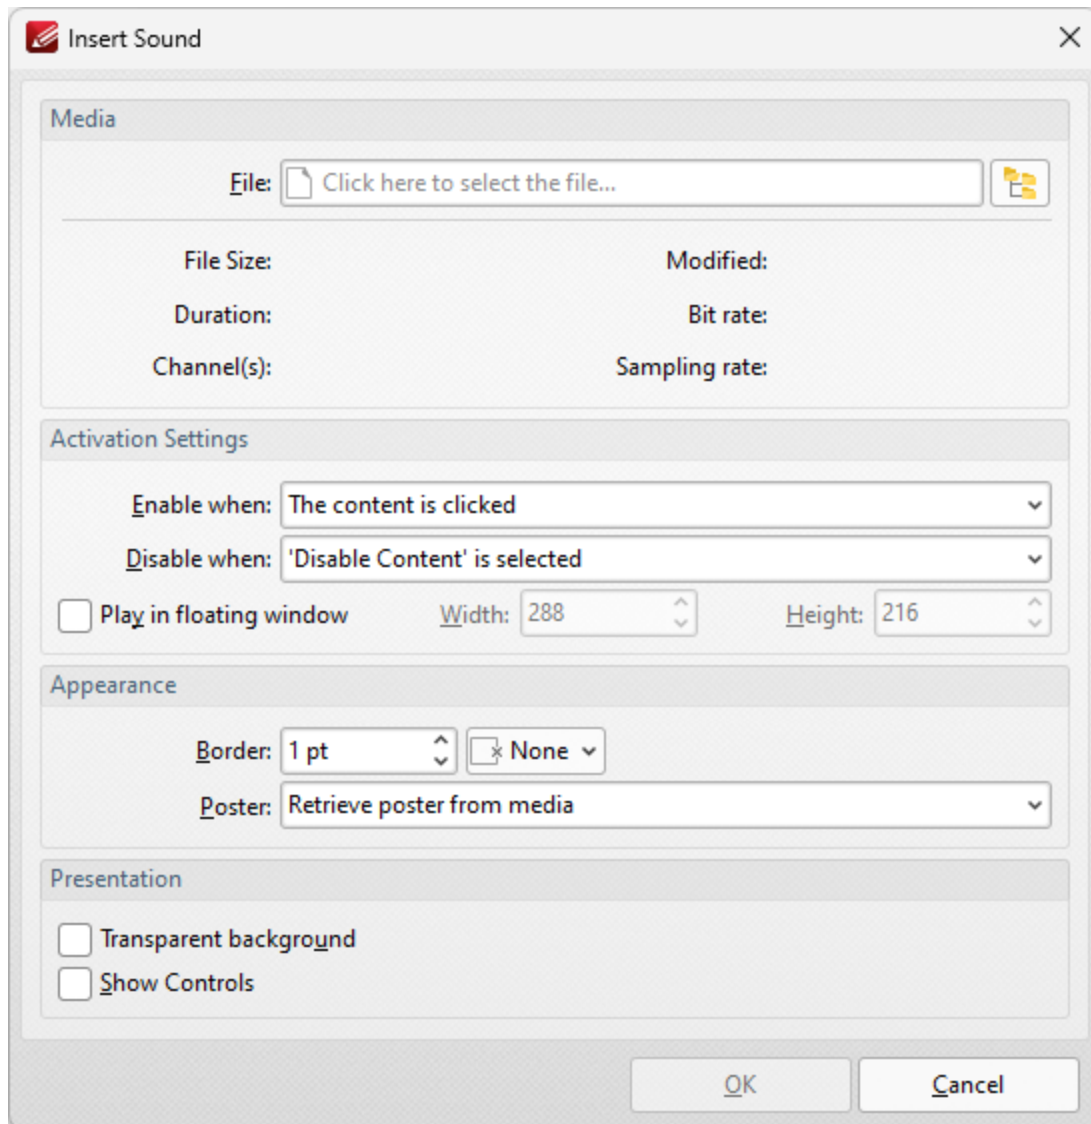 Insert Sound
Media
File: Click here to select the file...
File Size: Modified:
Duration: Bit rate:
Channel(s): Sampling rate:
Activation Settings
Enable when: The content is clicked
Disable when: 'Disable Content' is selected
Play in floating window Width: 288 Height: 216
Appearance
Border: 1 pt None
Poster: Retrieve poster from media
Presentation
Transparent background
Show Controls
OK Cancel